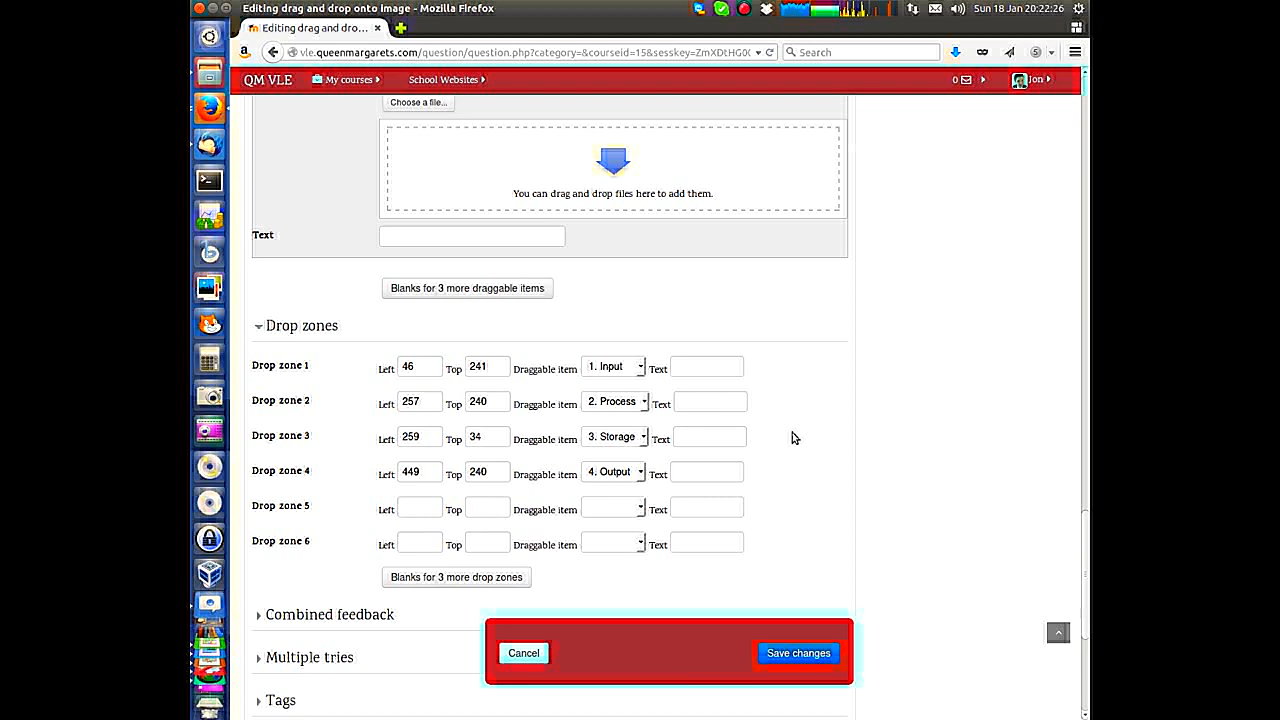 Editing drag and drop onto image - Mozilla Firefox
Sun 18 Jan 20:22:26
Editing drag and dro...
vle.queenmargarets.com/question/question.php?category=&courseid=15&sesskey=ZmXDtHG0
Search
QM VLE
My courses
School Websites
0
Jon
Choose a file...
You can drag and drop files here to add them.
Text
Blanks for 3 more draggable items
Drop zones
Drop zone 1 Left 46 Top 241 Draggable item 1. Input Text
Drop zone 2 Left 257 Top 240 Draggable item 2. Process Text
Drop zone 3 Left 259 Top 34 Draggable item 3. Storage Text
Drop zone 4 Left 449 Top 240 Draggable item 4. Output Text
Drop zone 5 Left Top Draggable item Text
Drop zone 6 Left Top Draggable item Text
Blanks for 3 more drop zones
Combined feedback
Cancel
Save changes
Multiple tries
Tags